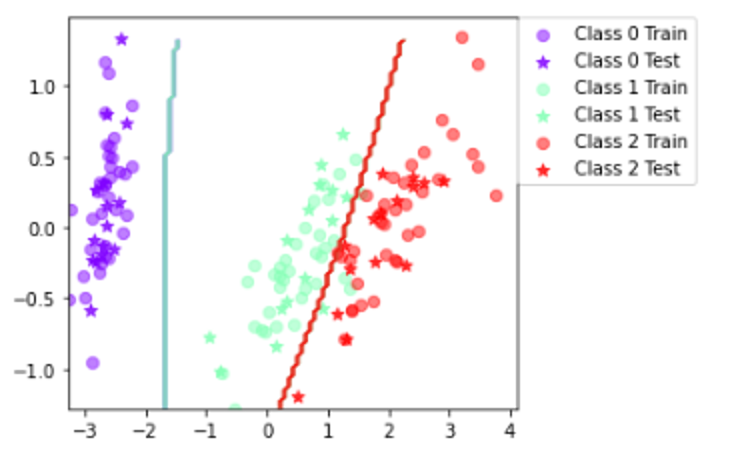 Class 0 Train
Class 0 Test
Class 1 Train
Class 1 Test
Class 2 Train
Class 2 Test
1.0
0.5
0.0
−0.5
−1.0
−3 −2 −1 0 1 2 3 4